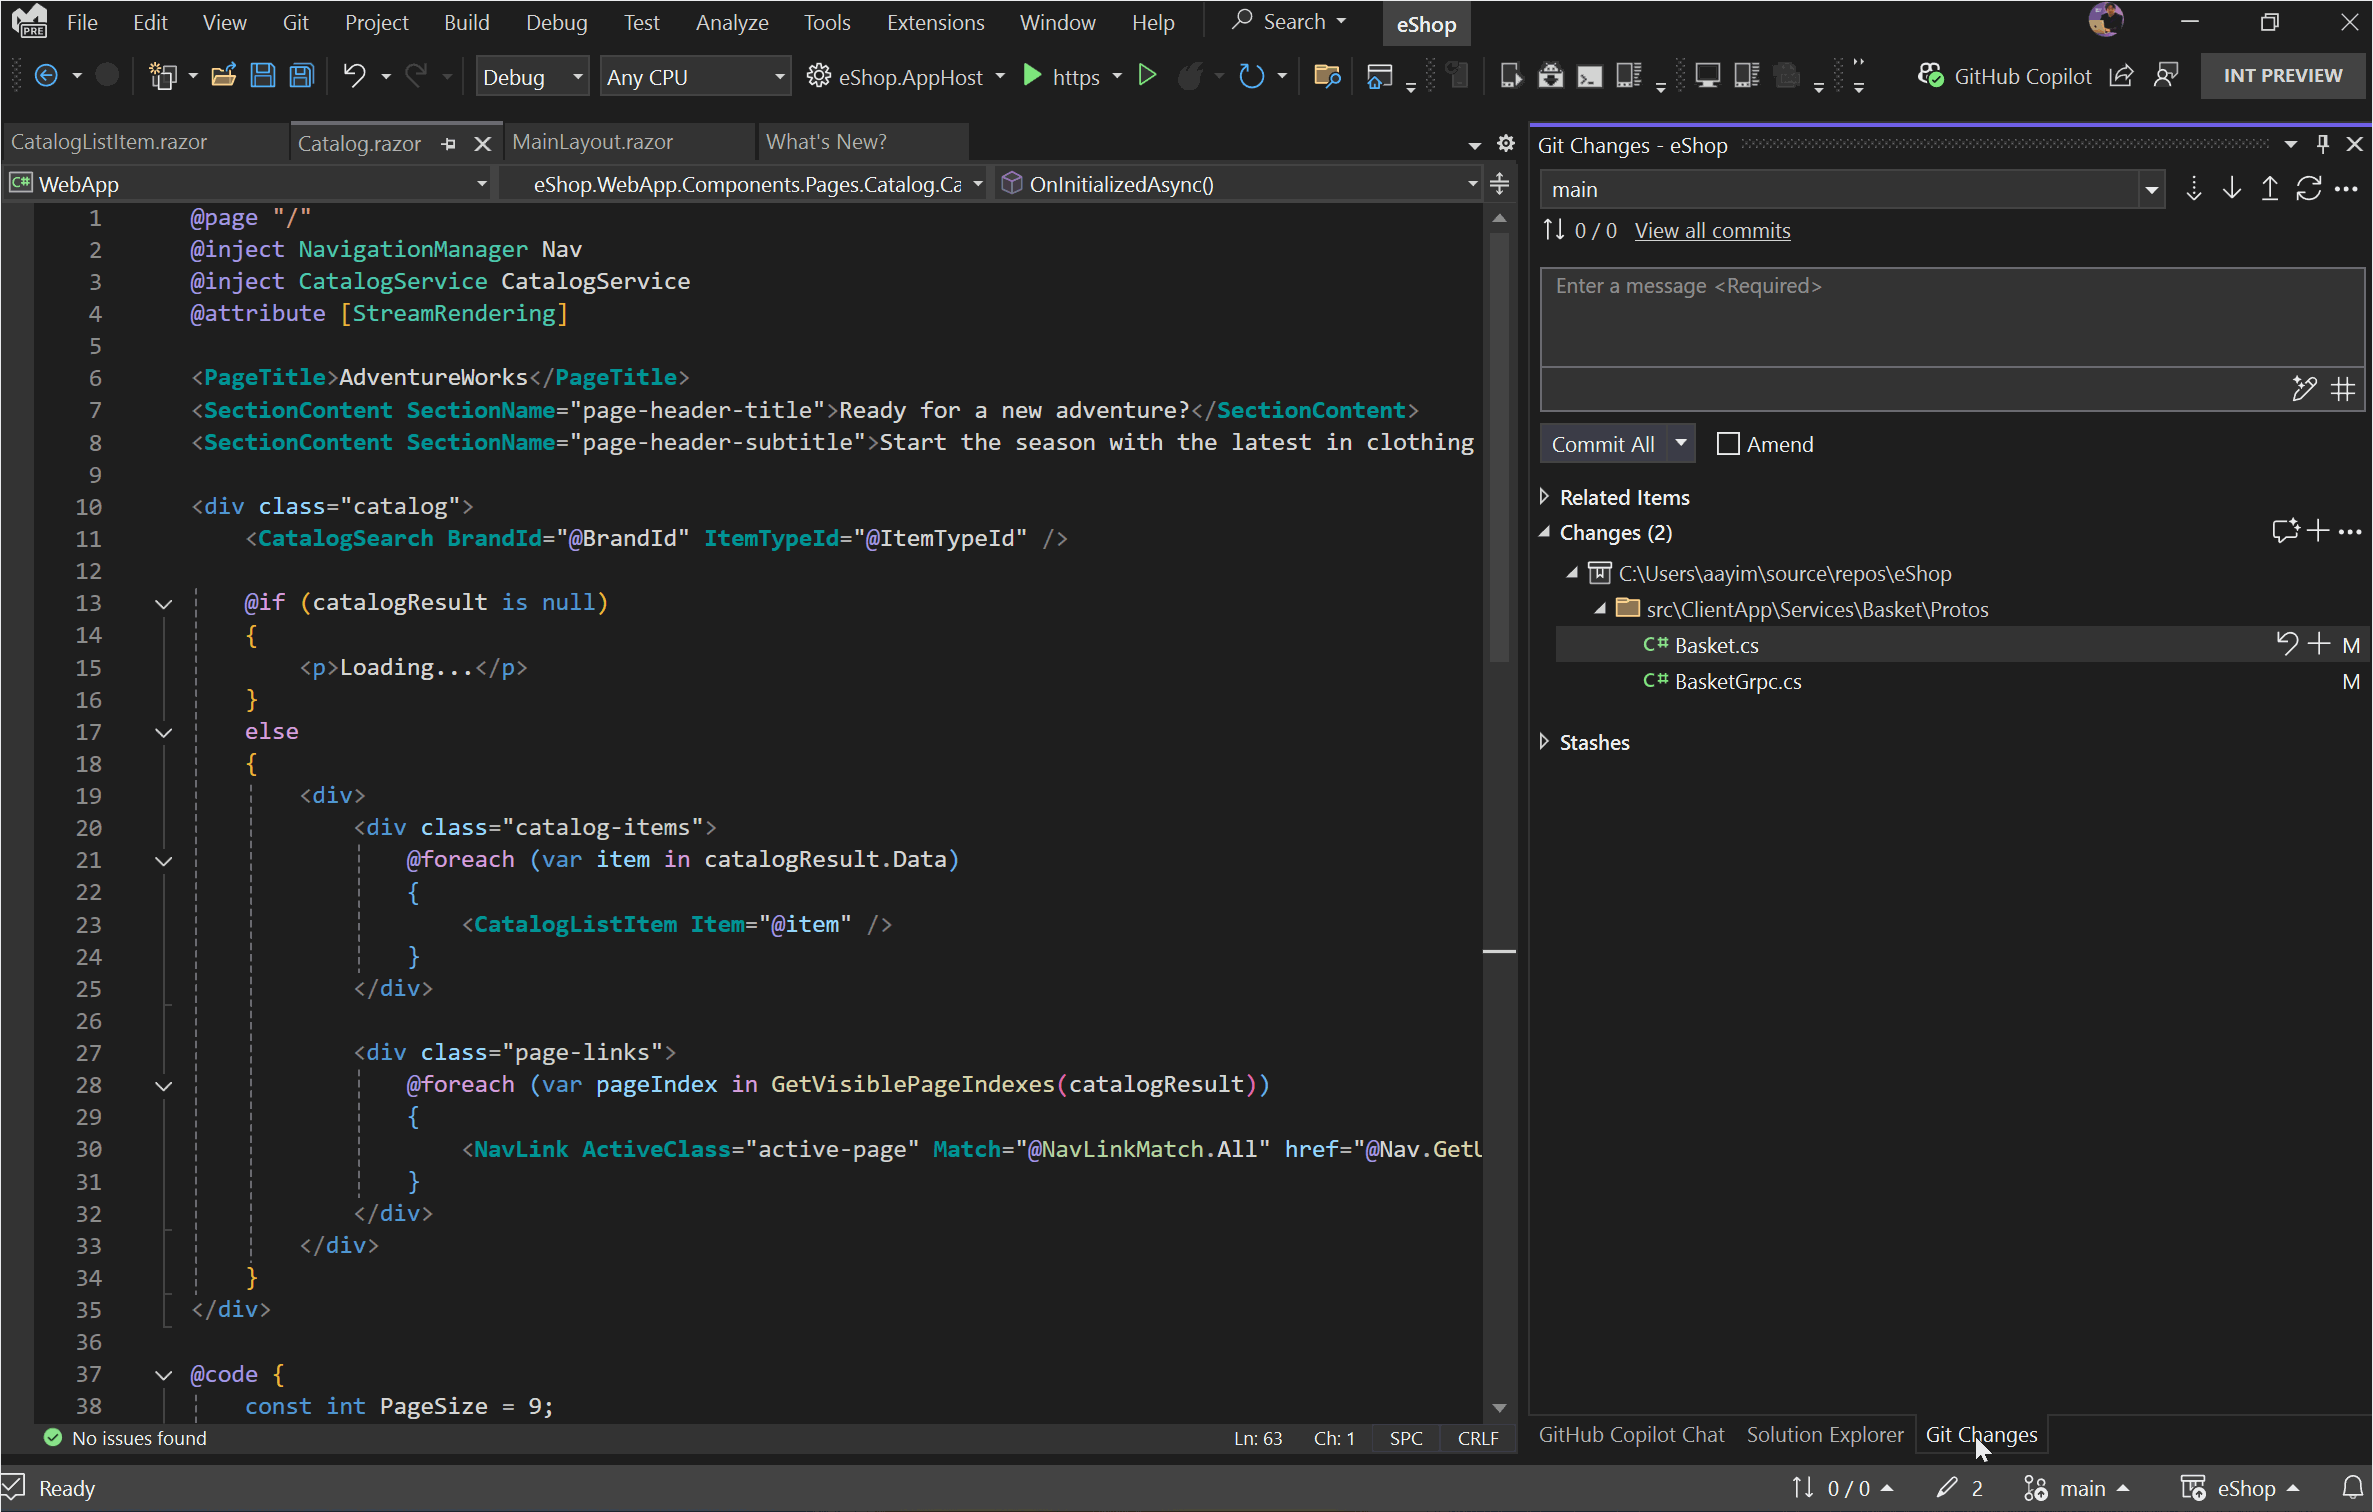 PRE File Edit View Git Project Build Debug Test Analyze Tools Extensions Window Help Search eShop
Debug Any CPU eShop.AppHost https GitHub Copilot INT PREVIEW
CatalogListItem.razor Catalog.razor MainLayout.razor What's New?
C# WebApp eShop.WebApp.Components.Pages.Catalog.Ca OnInitializedAsync()
1 @page "/"
2 @inject NavigationManager Nav
3 @inject CatalogService CatalogService
4 @attribute [StreamRendering]
5
6 <PageTitle>AdventureWorks</PageTitle>
7 <SectionContent SectionName="page-header-title">Ready for a new adventure?</SectionContent>
8 <SectionContent SectionName="page-header-subtitle">Start the season with the latest in clothing
9
10 <div class="catalog">
11 <CatalogSearch BrandId="@BrandId" ItemTypeId="@ItemTypeId" />
12
13 @if (catalogResult is null)
14 {
15 <p>Loading...</p>
16 }
17 else
18 {
19 <div>
20 <div class="catalog-items">
21 @foreach (var item in catalogResult.Data)
22 {
23 <CatalogListItem Item="@item" />
24 }
25 </div>
26
27 <div class="page-links">
28 @foreach (var pageIndex in GetVisiblePageIndexes(catalogResult))
29 {
30 <NavLink ActiveClass="active-page" Match="@NavLinkMatch.All" href="@Nav.GetU
31 }
32 </div>
33 </div>
34 }
35 </div>
36
37 @code {
38 const int PageSize = 9;
No issues found Ln: 63 Ch: 1 SPC CRLF
Git Changes - eShop
main
0 / 0 View all commits
Enter a message <Required>
Commit All Amend
Related Items
Changes (2)
C:\Users\aayim\source\repos\eShop
src\ClientApp\Services\Basket\Protos
C# Basket.cs M
C# BasketGrpc.cs M
Stashes
GitHub Copilot Chat Solution Explorer Git Changes
Ready 0 / 0 2 main eShop